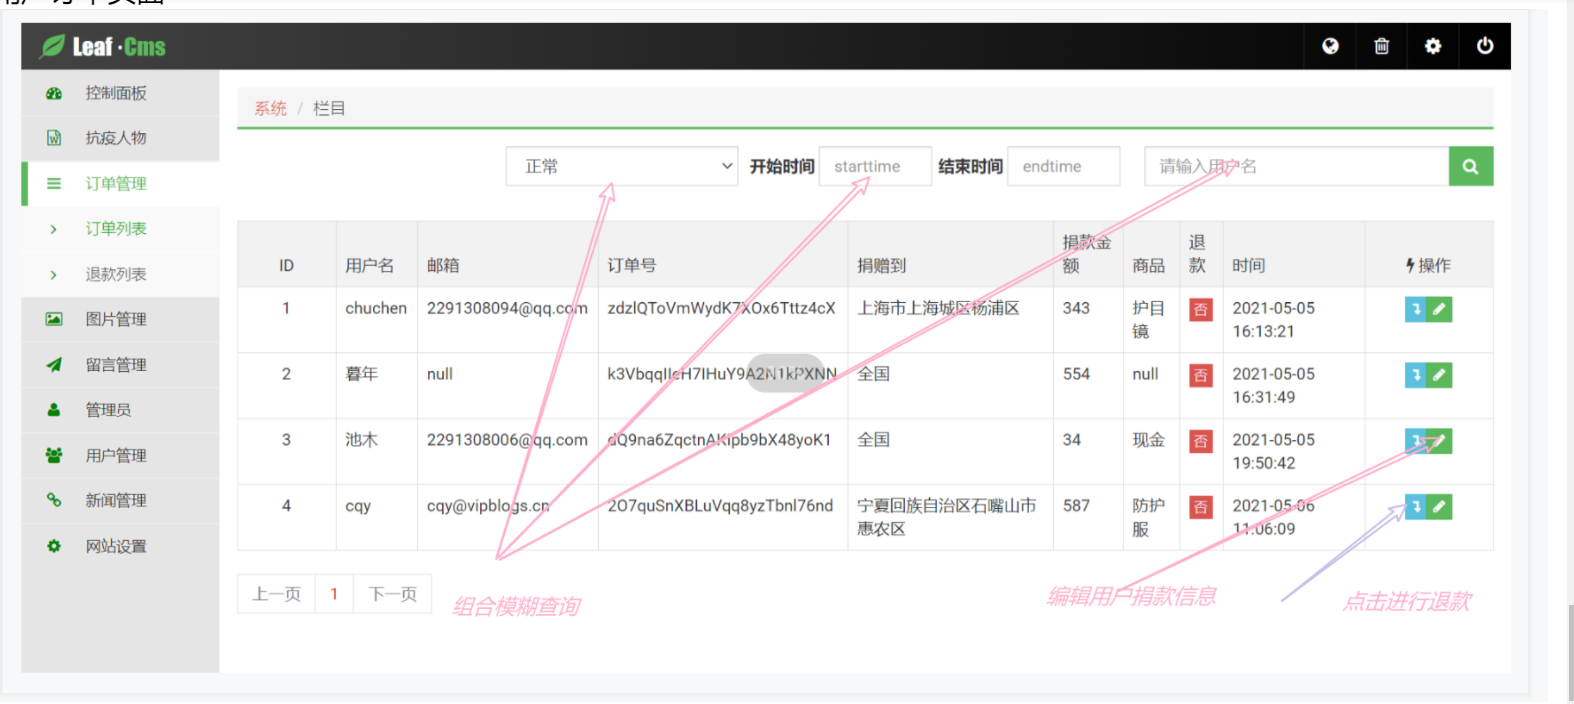 Leaf·Cms
控制面板
抗疫人物
订单管理
订单列表
退款列表
图片管理
留言管理
管理员
用户管理
新闻管理
网站设置
系统 / 栏目
正常 开始时间 starttime 结束时间 endtime 请输入用户名
ID 用户名 邮箱 订单号 捐赠到 捐款金额 商品 退款 时间 操作
1 chuchen 2291308094@qq.com zdzlQToVmWydK7XOx6Tttz4cX 上海市上海城区杨浦区 343 护目镜 否 2021-05-05 16:13:21
2 暮年 null 全国 554 null 否 2021-05-05 16:31:49
3 池木 2291308006@qq.com dQ9na6ZqctnAKipb9bX48yoK1 全国 34 现金 否 2021-05-05 19:50:42
4 cqy cqy@vipblogs.cn 2O7quSnXBLuVqq8yzTbnl76nd 宁夏回族自治区石嘴山市惠农区 587 防护服 否 2021-05-06 11:06:09
上一页 1 下一页
组合模糊查询
编辑用户捐款信息
点击进行退款